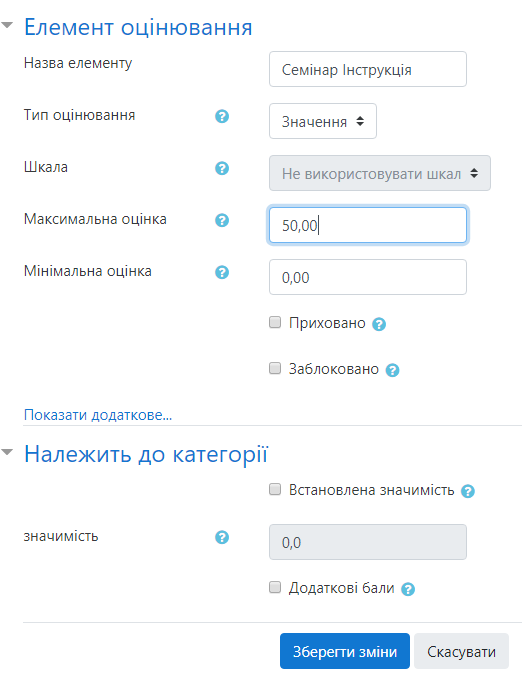 Елемент оцінювання
Назва елементу
Семінар Інструкція
Тип оцінювання
Значення
Шкала
Не використовувати шкал
Максимальна оцінка
50,00
Мінімальна оцінка
0,00
Приховано
Заблоковано
Показати додаткове...
Належить до категорії
Встановлена значимість
значимість
0,0
Додаткові бали
Зберегти зміни
Скасувати